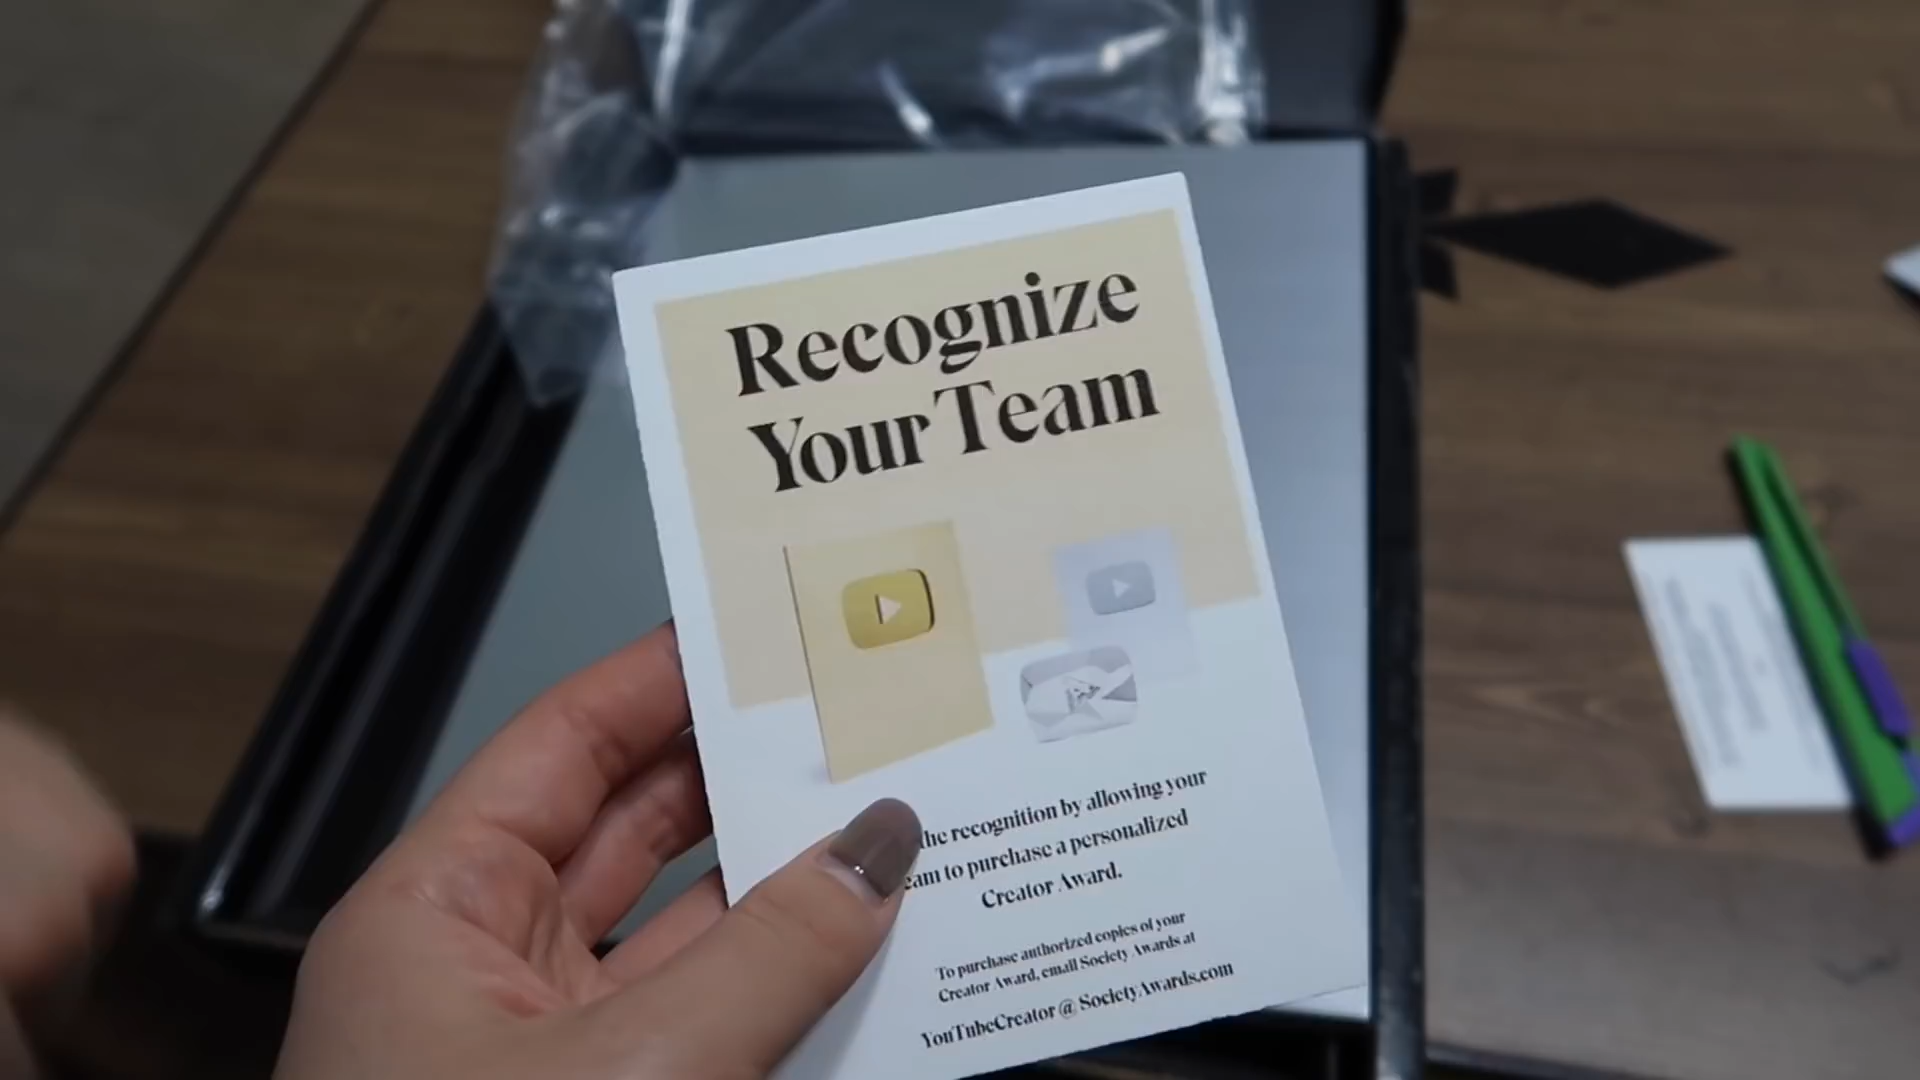 Recognize
Your Team
the recognition by allowing your
eam to purchase a personalized
Creator Award.
To purchase authorized copies of your
Creator Award, email Society Awards at
YouTubeCreator @ SocietyAwards.com